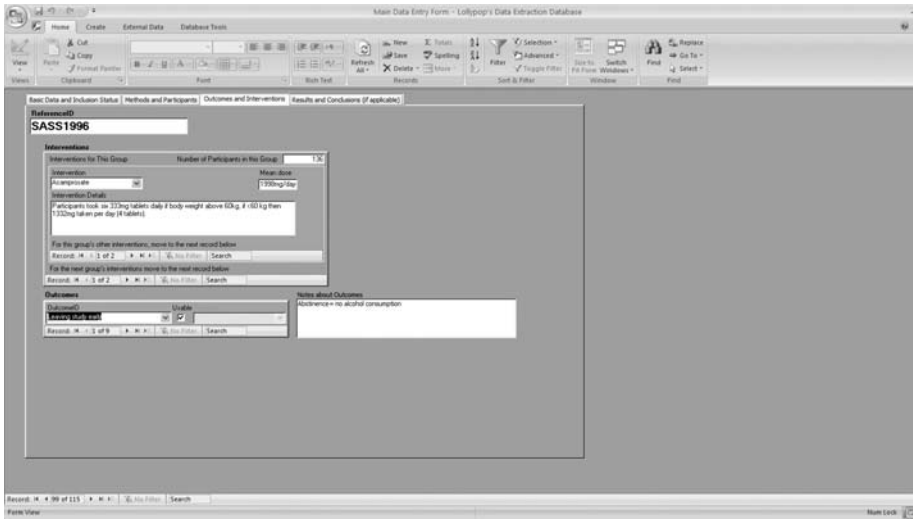 Main Data Entry Form - Lollypop's Data Extraction Database
Home Create External Data Database Tools
View
Paste
Cut
Copy
Format Painter
Refresh All
New
Save
Delete
Totals
Spelling
More
Filter
Selection
Advanced
Toggle Filter
Size to Fit Form
Switch Windows
Find
Replace
Go To
Select
Views Clipboard Font Rich Text Records Sort & Filter Window Find
Basic Data and Inclusion Status Methods and Participants Outcomes and Interventions Results and Conclusions (if applicable)
ReferenceID
SASS1996
Interventions
Interventions for This Group Number of Participants in this Group 136
Intervention Mean dose
Acamprosate 1998mg/day
Intervention Details
Participants took six 333mg tablets daily if body weight above 60kg, if <60 kg then
1332mg taken per day (4 tablets).
For this group's other interventions, move to the next record below
Record: 1 of 2 No Filter Search
For the next group's interventions move to the next record below
Record: 1 of 2 No Filter Search
Outcomes Notes about Outcomes
OutcomeID Usable Abstinence = no alcohol consumption
Leaving study early
Record: 1 of 9 No Filter Search
Record: 99 of 115 No Filter Search
Form View Num Lock